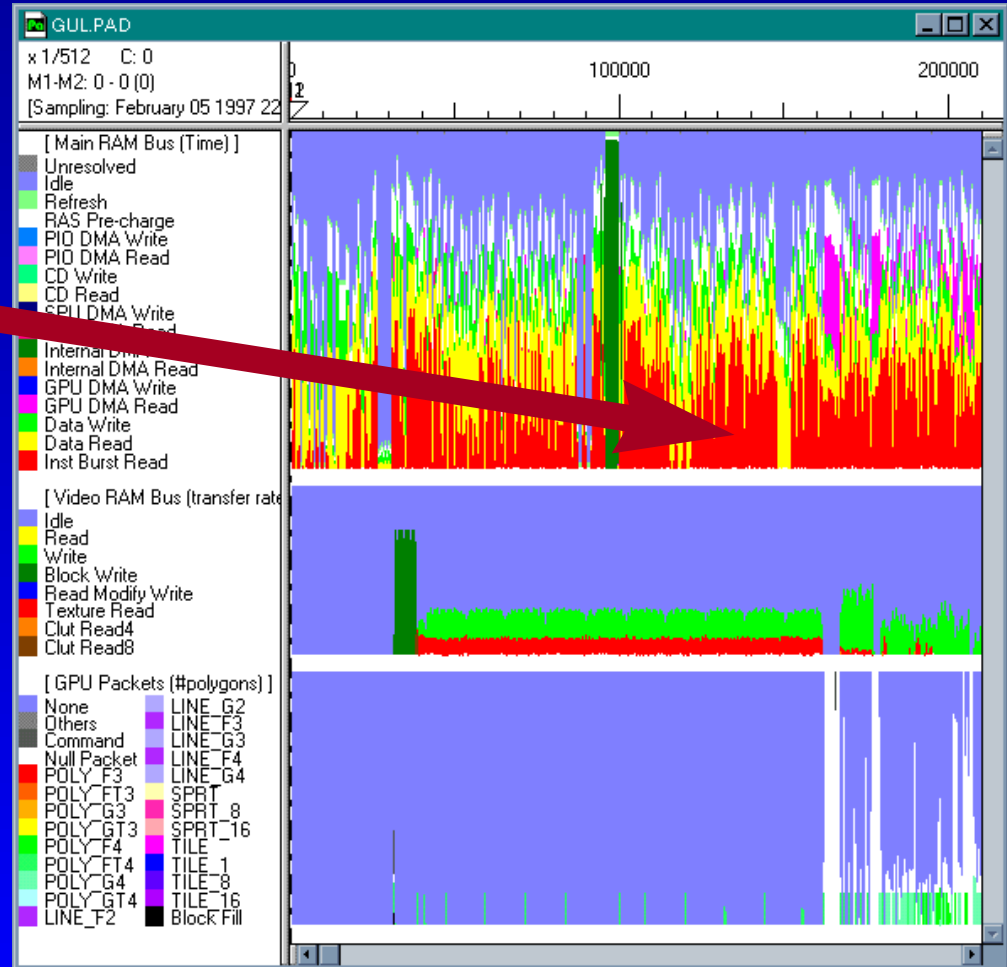 GUL.PAD
x 1/512 C: 0
M1-M2: 0 - 0 (0)
[Sampling: February 05 1997 22
0 100000 200000
[ Main RAM Bus (Time) ]
Unresolved
Idle
Refresh
RAS Pre-charge
PIO DMA Write
PIO DMA Read
CD Write
CD Read
SPU DMA Write
Read
Internal DMA
Internal DMA Read
GPU DMA Write
GPU DMA Read
Data Write
Data Read
Inst Burst Read
[ Video RAM Bus (transfer rate
Idle
Read
Write
Block Write
Read Modify Write
Texture Read
Clut Read4
Clut Read8
[ GPU Packets (#polygons) ]
None LINE_G2
Others LINE_F3
Command LINE_G3
Null Packet LINE_F4
POLY_F3 LINE_G4
POLY_FT3 SPRT
POLY_G3 SPRT_8
POLY_GT3 SPRT_16
POLY_F4 TILE
POLY_FT4 TILE_1
POLY_G4 TILE_8
POLY_GT4 TILE_16
LINE_F2 Block Fill